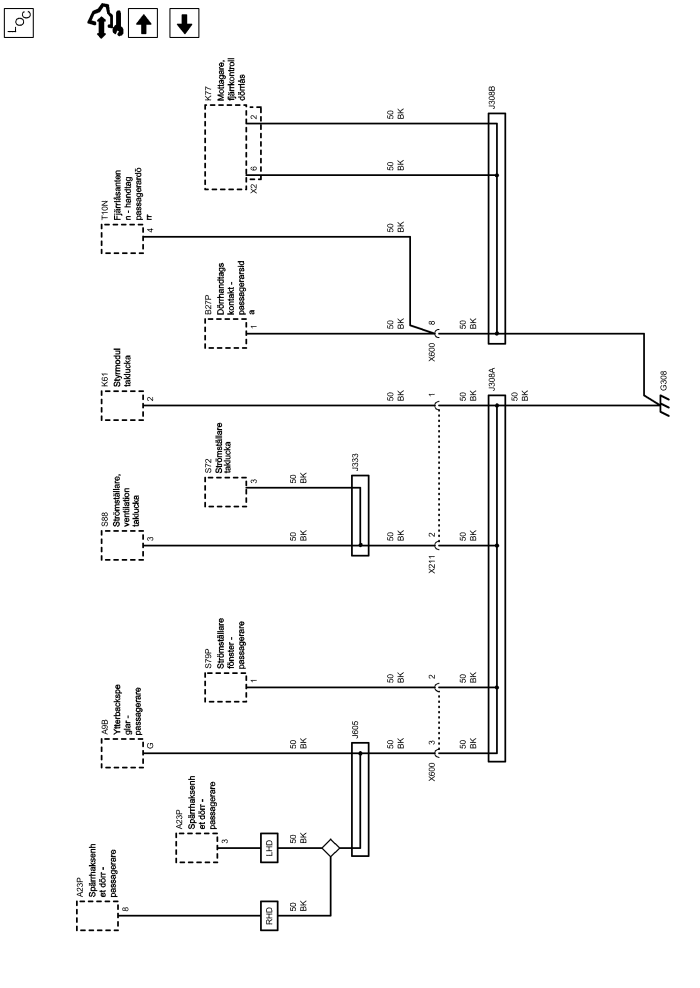 LOC
K77
Mottagare,
fjärrkontroll
dörrlås
2
6
X2
50
BK
50
BK
J308B
T10N
Fjärrlåsanten
n - handtag
passagerardö
rr
4
50
BK
B27P
Dörrhandtags
kontakt -
passagerarsid
a
1
50
BK
8
X600
50
BK
K61
Styrmodul
taklucka
2
50
BK
1
J308A
50
BK
G308
S72
Strömställare
taklucka
3
50
BK
J333
S88
Strömställare,
ventilation
taklucka
3
50
BK
50
BK
2
X211
50
BK
S79P
Strömställare
fönster -
passagerare
1
50
BK
2
50
BK
A9B
Ytterbackspe
glar -
passagerare
G
50
BK
J605
50
BK
3
X600
50
BK
A23P
Spärrhaksenh
et dörr -
passagerare
3
LHD
50
BK
A23P
Spärrhaksenh
et dörr -
passagerare
8
RHD
50
BK